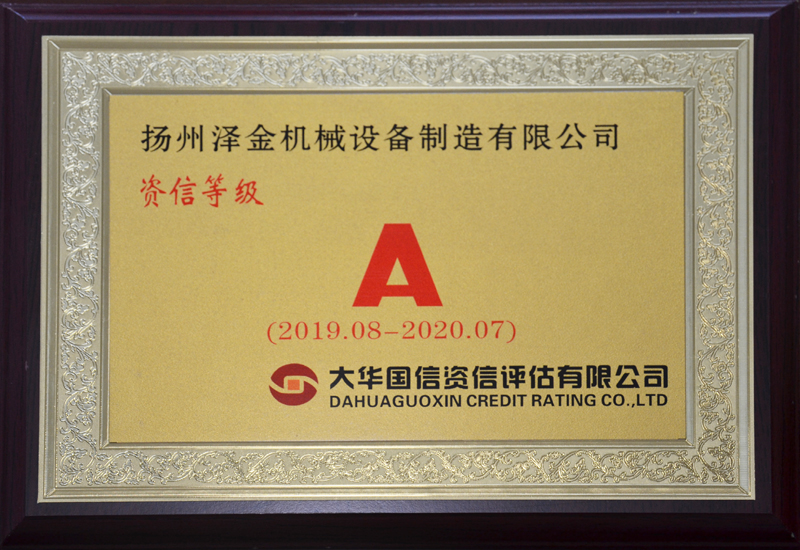 扬州泽金机械设备制造有限公司
资信等级
A
(2019.08-2020.07)
大华国信资信评估有限公司
DAHUAGUOXIN CREDIT RATING CO.,LTD